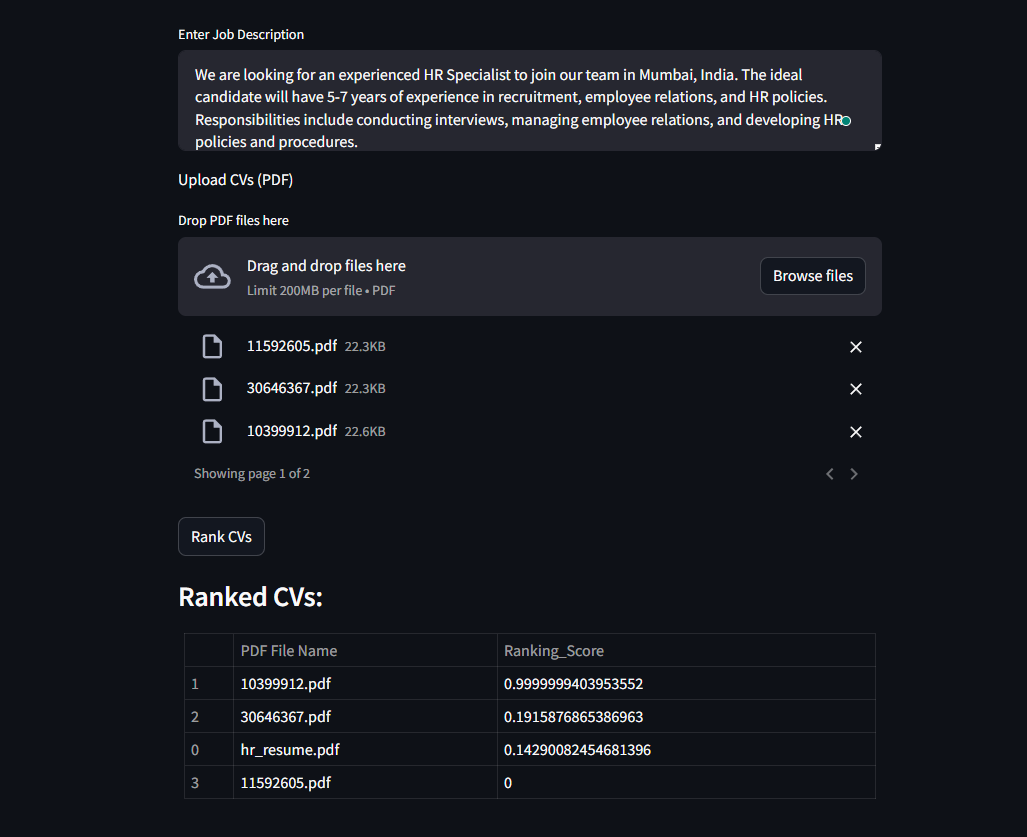 Enter Job Description
We are looking for an experienced HR Specialist to join our team in Mumbai, India. The ideal
candidate will have 5-7 years of experience in recruitment, employee relations, and HR policies.
Responsibilities include conducting interviews, managing employee relations, and developing HR
policies and procedures.
Upload CVs (PDF)
Drop PDF files here
Drag and drop files here
Limit 200MB per file • PDF
Browse files
11592605.pdf 22.3KB
30646367.pdf 22.3KB
10399912.pdf 22.6KB
Showing page 1 of 2
Rank CVs
Ranked CVs:
PDF File Name Ranking_Score
1 10399912.pdf 0.9999999403953552
2 30646367.pdf 0.1915876865386963
0 hr_resume.pdf 0.14290082454681396
3 11592605.pdf 0